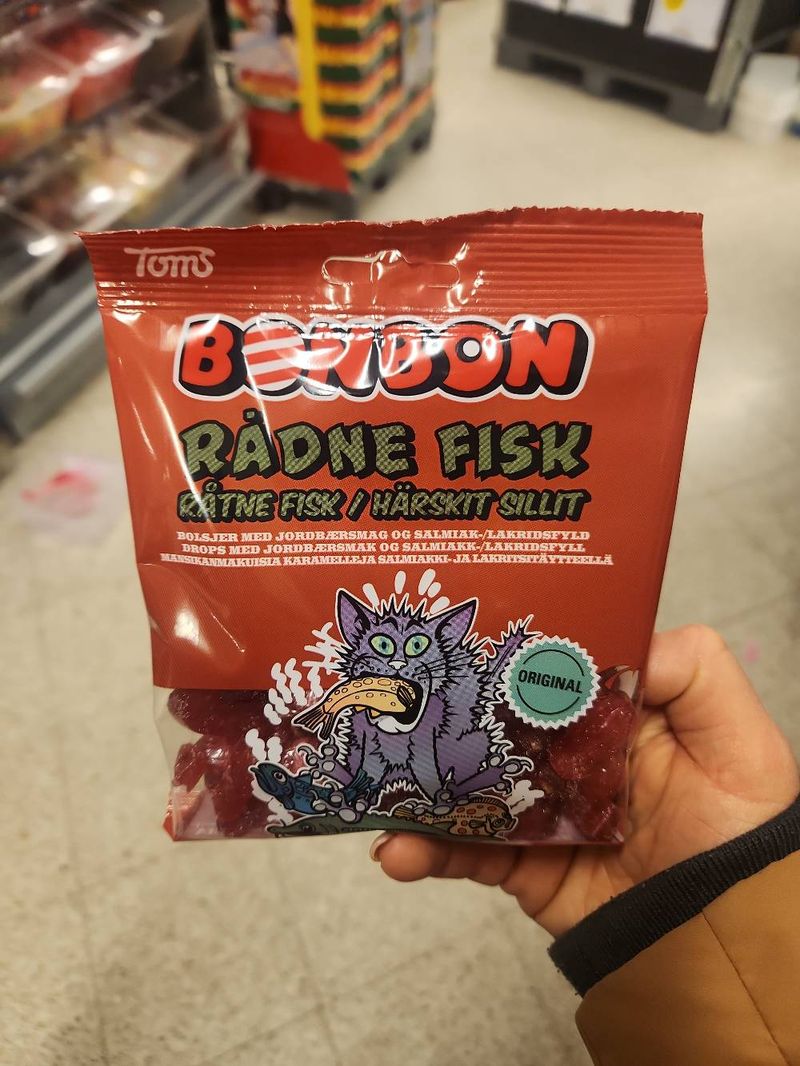 Toms
BONBON
RÅDNE FISK
RÅTNE FISK / HÄRSKIT SILLIT
BOLSJER MED JORDBÆRSMAG OG SALMIAK-/LAKRIDSFYLD
DROPS MED JORDBÆRSMAK OG SALMIAKK-/LAKRISFYLL
MANSIKANMAKUISIA KARAMELLEJA SALMIAKKI- JA LAKRITSITÄYTTEELLÄ
ORIGINAL